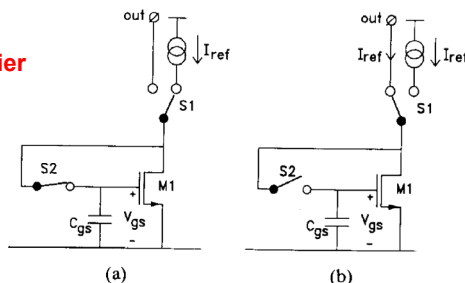 ier
out
Iref
S1
S2
M1
+
Vgs
-
Cgs
(a)
out
Iref
Iref
S1
S2
M1
+
Vgs
-
Cgs
(b)